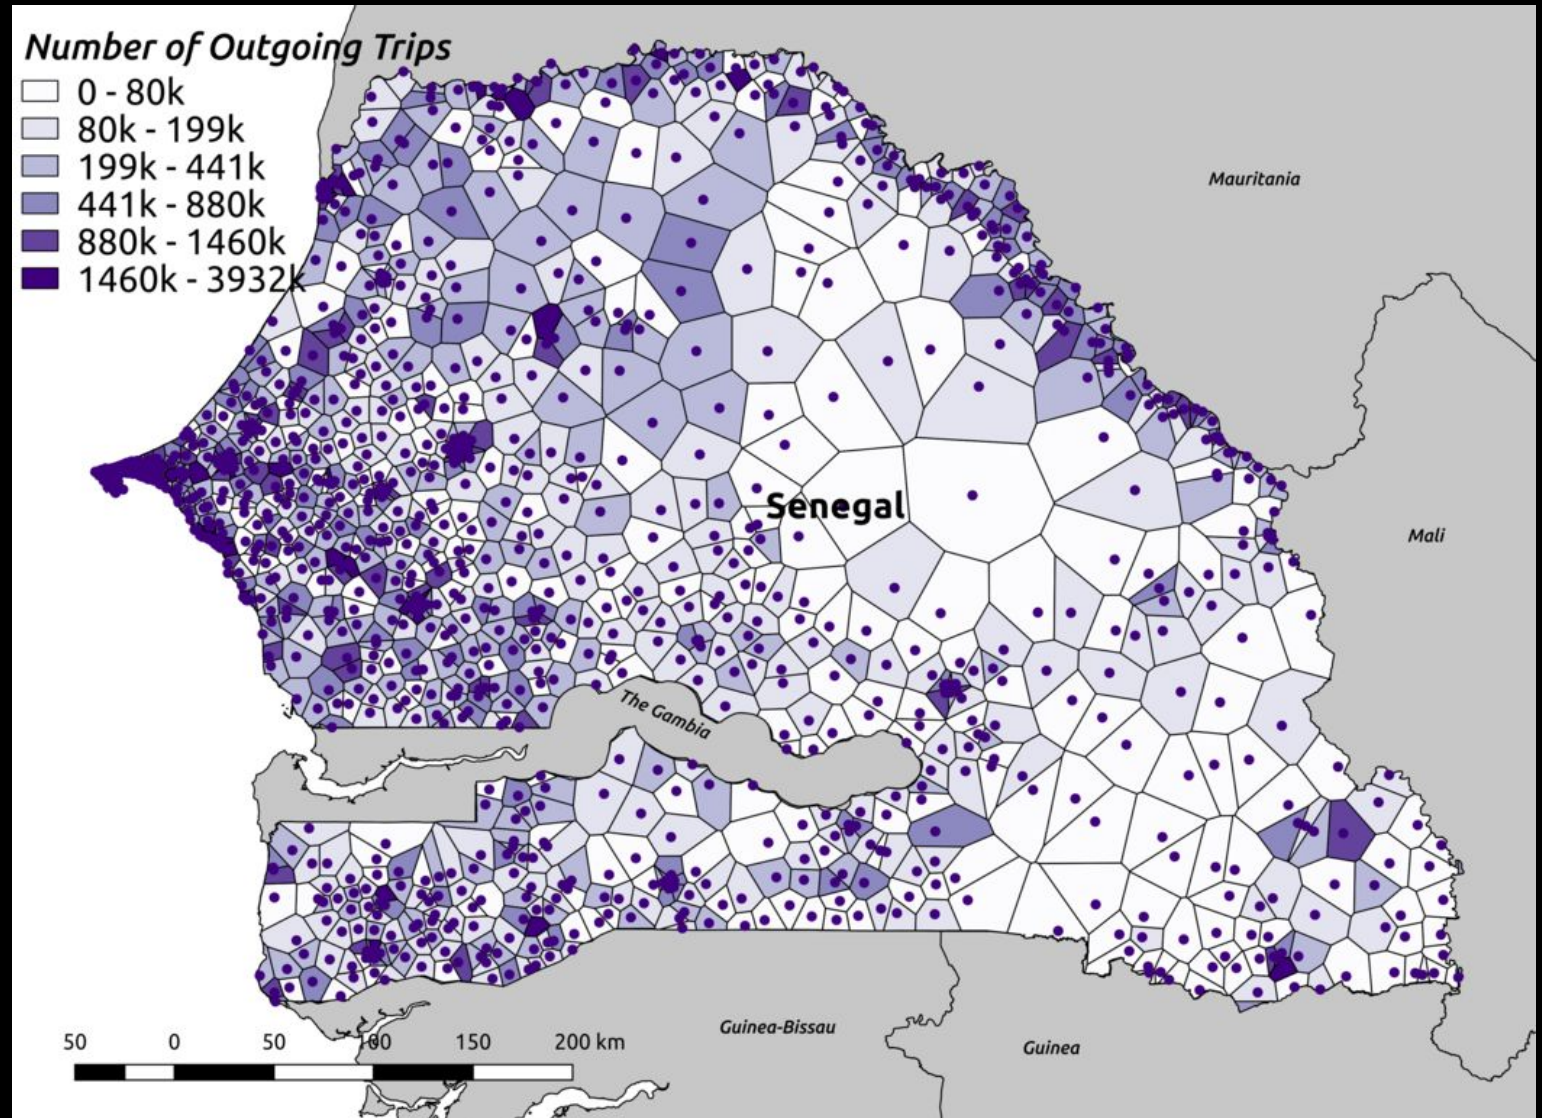 Number of Outgoing Trips
0 - 80k
80k - 199k
199k - 441k
441k - 880k
880k - 1460k
1460k - 3932k
Mauritania
Senegal
Mali
The Gambia
Guinea-Bissau
Guinea
50 0 50 100 150 200 km